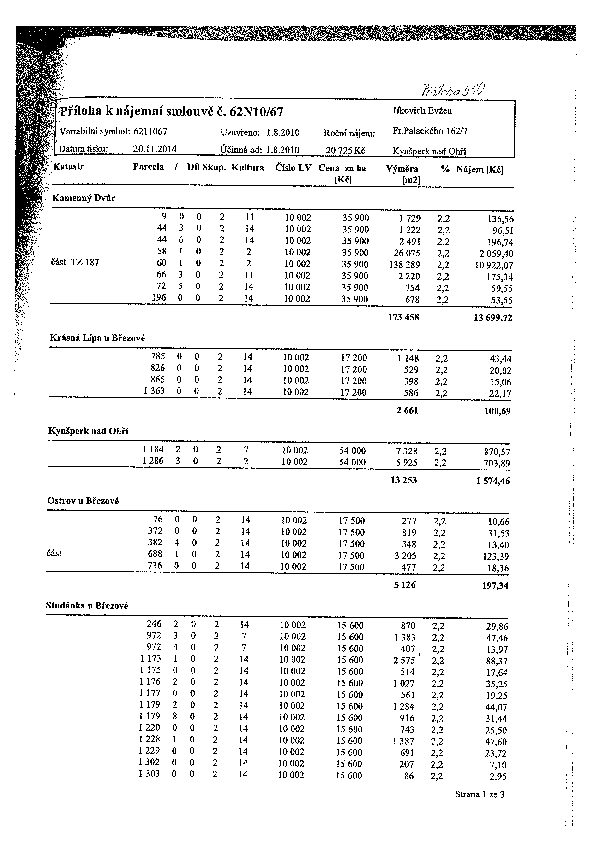 Příloha k nájemní smlouvě č. 62N10/67
Variabilní symbol: 6211067 Uzavřeno: 1.8.2010 Roční nájem: Pr.Palackého 162/7
Datum tisku: 20.11.2014 Účinná od: 1.8.2010 20 725 Kč Kynšperk nad Ohří
Katastr Parcela / Díl Skup. Kultura Číslo LV Cena za ha [Kč] Výměra [m2] % Nájem [Kč]
Kamenný Dvůr
9 0 0 2 11 10 002 35 900 1 729 2,2 136,56
44 3 0 2 14 10 002 35 900 1 222 2,2 96,51
44 6 0 2 14 10 002 35 900 2 491 2,2 196,74
58 1 0 2 2 10 002 35 900 26 075 2,2 2 059,40
část TZ 187 60 1 0 2 2 10 002 35 900 138 289 2,2 10 922,07
66 3 0 2 11 10 002 35 900 2 220 2,2 175,34
72 5 0 2 14 10 002 35 900 754 2,2 59,55
196 0 0 2 14 10 002 35 900 678 2,2 53,55
173 458 13 699,72
Krásná Lípa u Březové
785 0 0 2 14 10 002 17 200 1 148 2,2 43,44
826 0 0 2 14 10 002 17 200 529 2,2 20,02
865 0 0 2 14 10 002 17 200 398 2,2 15,06
1 363 0 0 2 14 10 002 17 200 586 2,2 22,17
2 661 100,69
Kynšperk nad Ohří
1 184 2 0 2 7 10 002 54 000 7 328 2,2 870,57
1 286 3 0 2 2 10 002 54 000 5 925 2,2 703,89
13 253 1 574,46
Ostrov u Březové
76 0 0 2 14 10 002 17 500 277 2,2 10,66
372 0 0 2 14 10 002 17 500 819 2,2 31,53
382 4 0 2 14 10 002 17 500 348 2,2 13,40
část 688 1 0 2 14 10 002 17 500 3 205 2,2 123,39
736 0 0 2 14 10 002 17 500 477 2,2 18,36
5 126 197,34
Studánka u Březové
246 2 0 2 14 10 002 15 600 870 2,2 29,86
972 3 0 2 7 10 002 15 600 1 383 2,2 47,46
972 4 0 2 7 10 002 15 600 407 2,2 13,97
1 173 1 0 2 14 10 002 15 600 2 575 2,2 88,37
1 175 0 0 2 14 10 002 15 600 514 2,2 17,64
1 176 2 0 2 14 10 002 15 600 1 027 2,2 35,25
1 177 0 0 2 14 10 002 15 600 561 2,2 19,25
1 179 2 0 2 14 10 002 15 600 1 284 2,2 44,07
1 179 8 0 2 14 10 002 15 600 916 2,2 31,44
1 220 0 0 2 14 10 002 15 600 743 2,2 25,50
1 228 1 0 2 14 10 002 15 600 1 387 2,2 47,60
1 229 0 0 2 14 10 002 15 600 691 2,2 23,72
1 302 0 0 2 14 10 002 15 600 207 2,2 7,10
1 303 0 0 2 14 10 002 15 600 86 2,2 2,95
Strana 1 ze 3